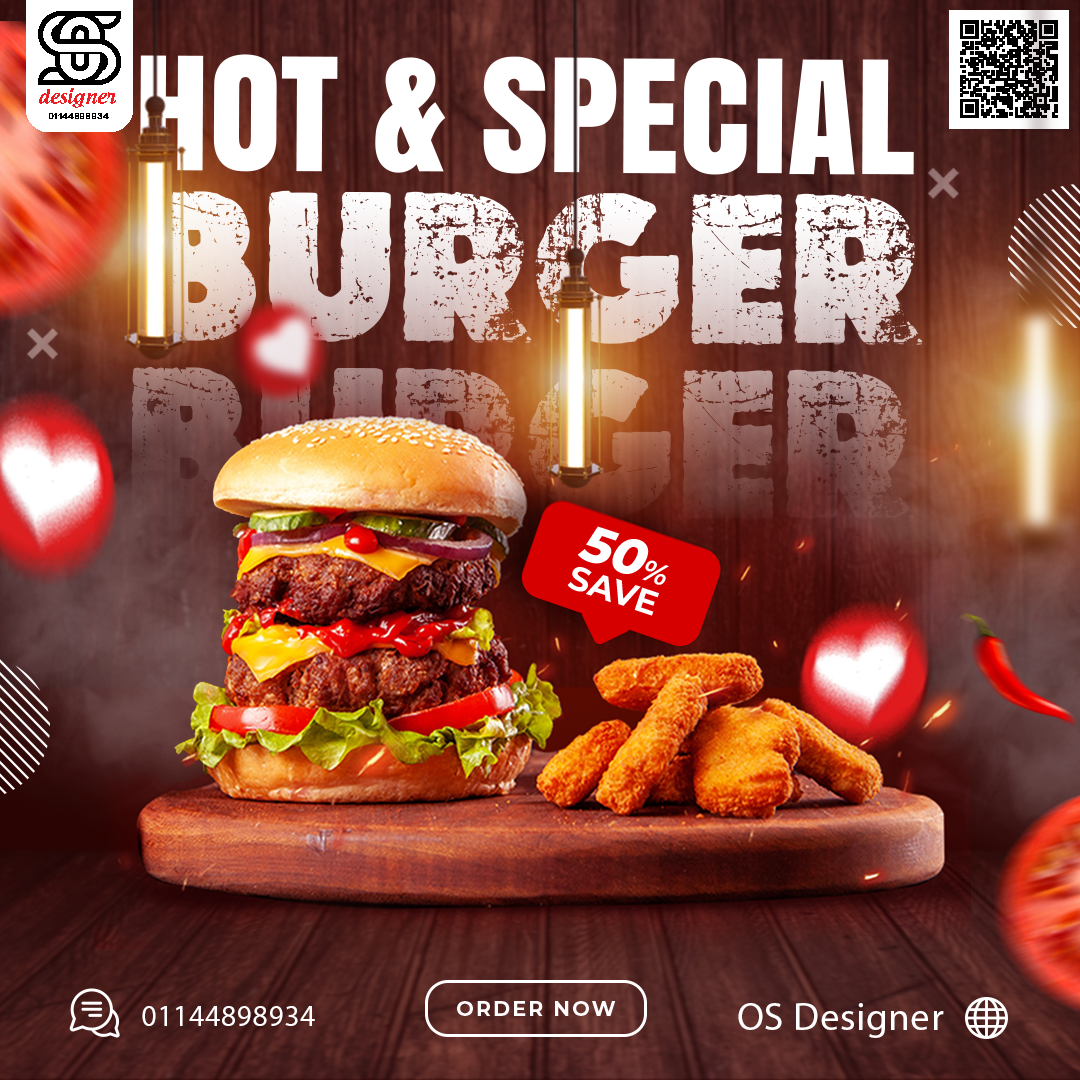 designer
01144898934
HOT & SPECIAL
BURGER
BURGER
50%
SAVE
01144898934
ORDER NOW
OS Designer